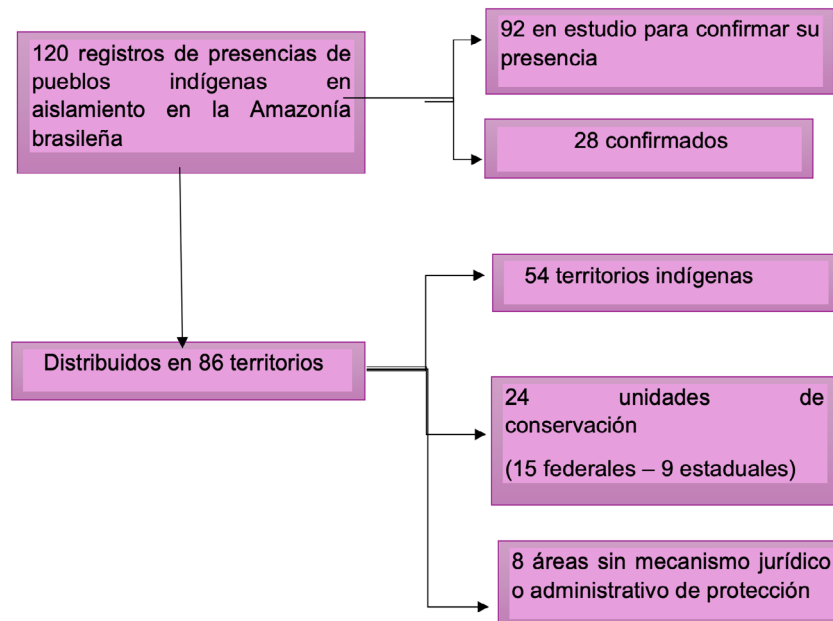 120 registros de presencias de
pueblos indígenas en
aislamiento en la Amazonía
brasileña
92 en estudio para confirmar su
presencia
28 confirmados
Distribuidos en 86 territorios
54 territorios indígenas
24 unidades de
conservación
(15 federales – 9 estaduales)
8 áreas sin mecanismo jurídico
o administrativo de protección